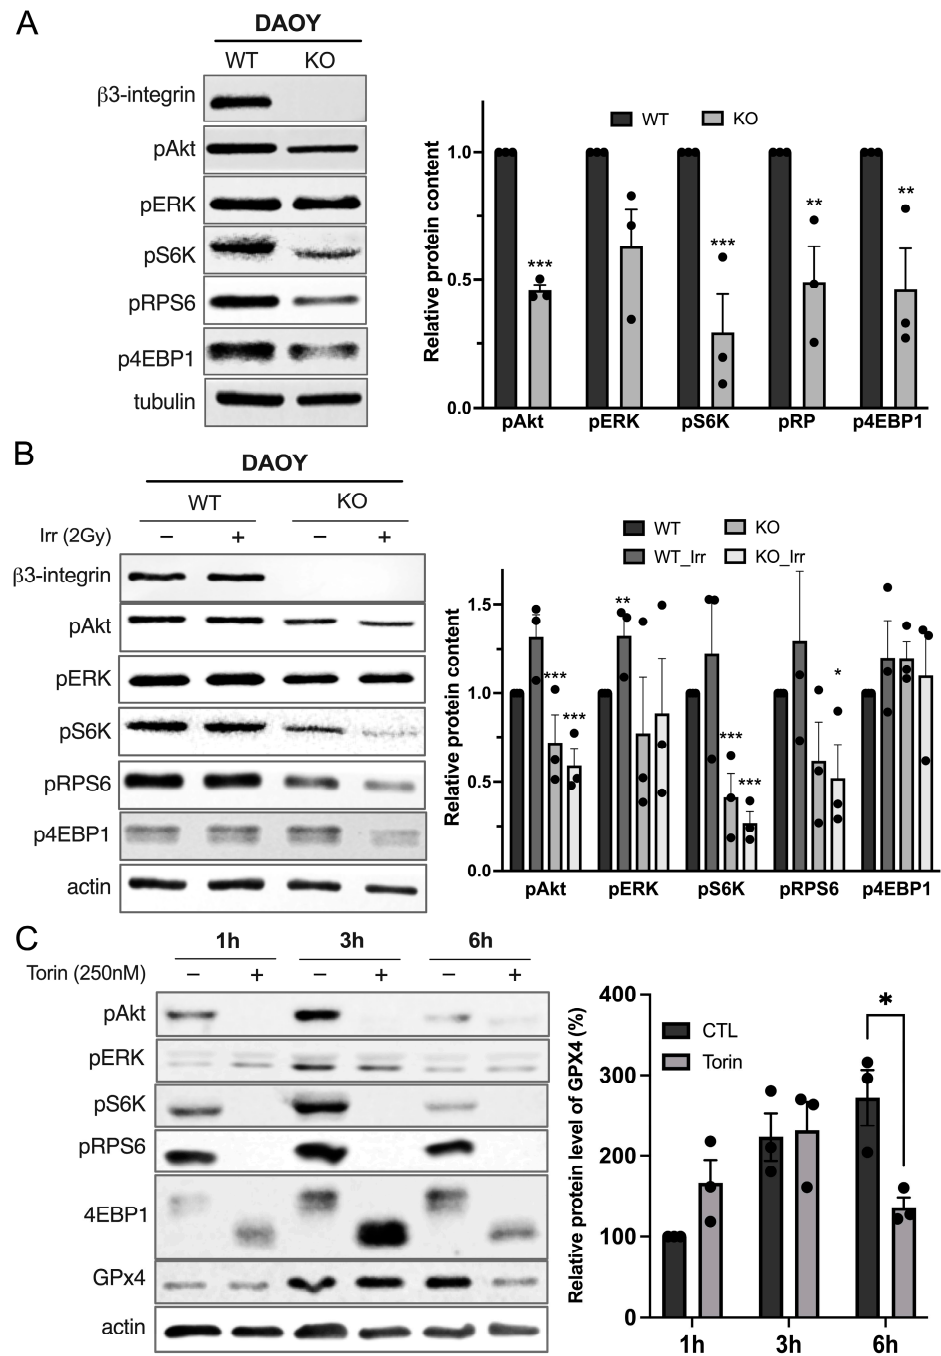 A
DAOY
WT KO
β3-integrin
pAkt
pERK
pS6K
pRPS6
p4EBP1
tubulin
Relative protein content
WT KO
1.0
0.5
0.0
***
***
**
**
pAkt pERK pS6K pRP p4EBP1
B
DAOY
WT KO
Irr (2Gy) − + − +
β3-integrin
pAkt
pERK
pS6K
pRPS6
p4EBP1
actin
Relative protein content
WT KO
WT_Irr KO_Irr
1.5
1.0
0.5
0.0
***
***
**
***
***
*
pAkt pERK pS6K pRPS6 p4EBP1
C
1h 3h 6h
Torin (250nM) − + − + − +
pAkt
pERK
pS6K
pRPS6
4EBP1
GPx4
actin
Relative protein level of GPX4 (%)
CTL
Torin
400
300
200
100
0
*
1h 3h 6h